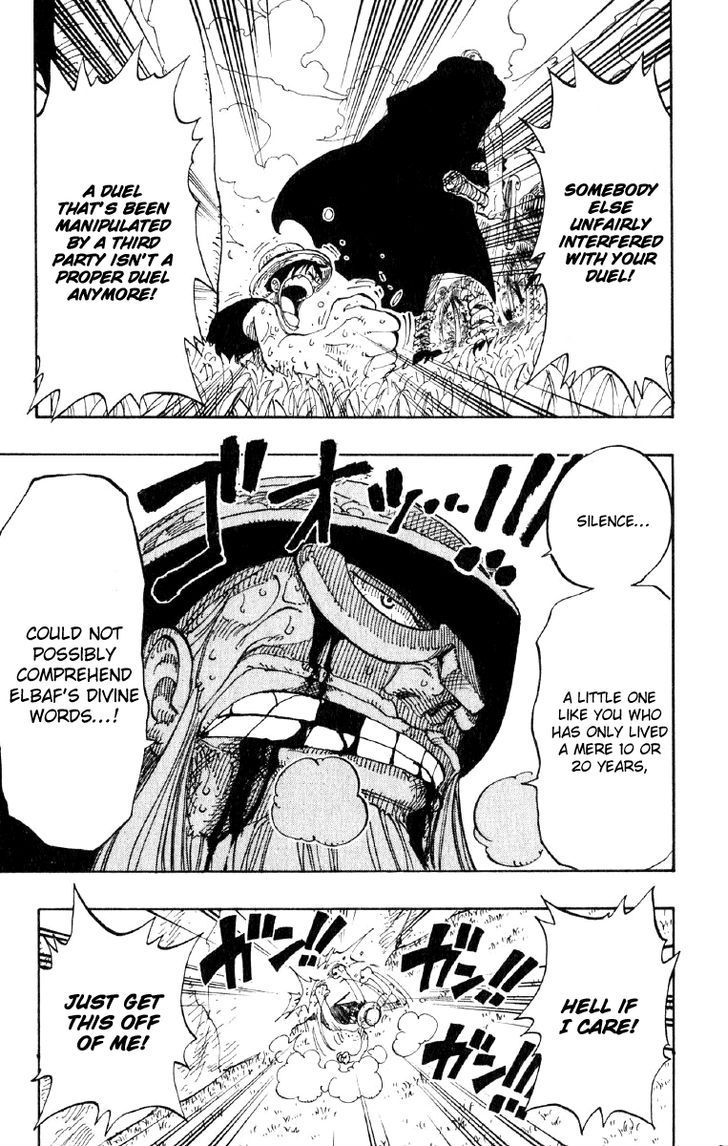 SOMEBODY
ELSE
UNFAIRLY
INTERFERED
WITH YOUR
DUEL!
A DUEL
THAT'S BEEN
MANIPULATED
BY A THIRD
PARTY ISN'T A
PROPER DUEL
ANYMORE!
SILENCE...
ゴオッ…!!!
A LITTLE ONE
LIKE YOU WHO
HAS ONLY LIVED
A MERE 10 OR
20 YEARS,
COULD NOT
POSSIBLY
COMPREHEND
ELBAF'S DIVINE
WORDS...!
HELL IF
I CARE!
ガン!!
ガン!!
ガン!!
JUST GET
THIS OFF
OF ME!